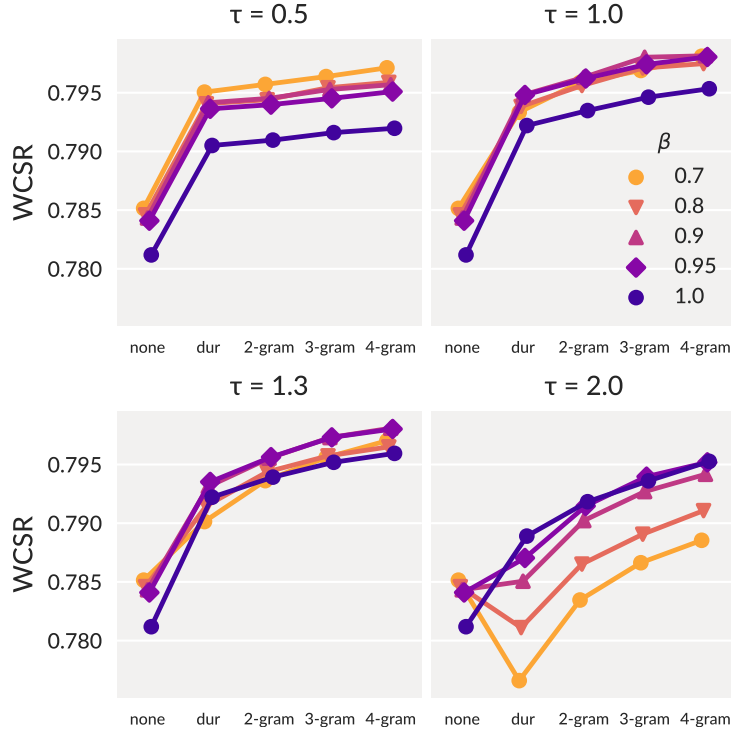 τ = 0.5
τ = 1.0
WCSR
0.795
0.790
0.785
0.780
β
0.7
0.8
0.9
0.95
1.0
none dur 2-gram 3-gram 4-gram
none dur 2-gram 3-gram 4-gram
τ = 1.3
τ = 2.0
WCSR
0.795
0.790
0.785
0.780
none dur 2-gram 3-gram 4-gram
none dur 2-gram 3-gram 4-gram